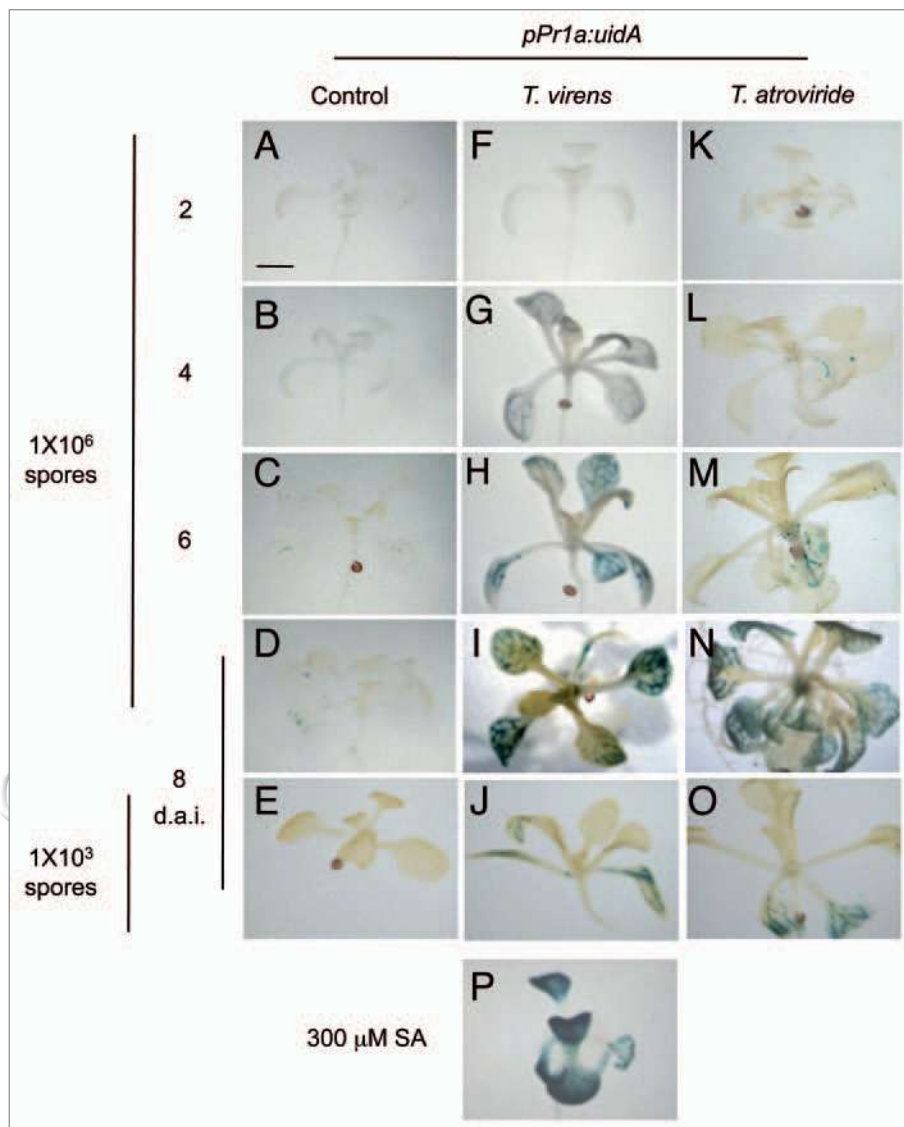 pPr1a:uidA
Control T. virens T. atroviride
A F K
2
B G L
4
1X10⁶
spores
C H M
6
D I N
8
d.a.i.
E J O
1X10³
spores
P
300 μM SA